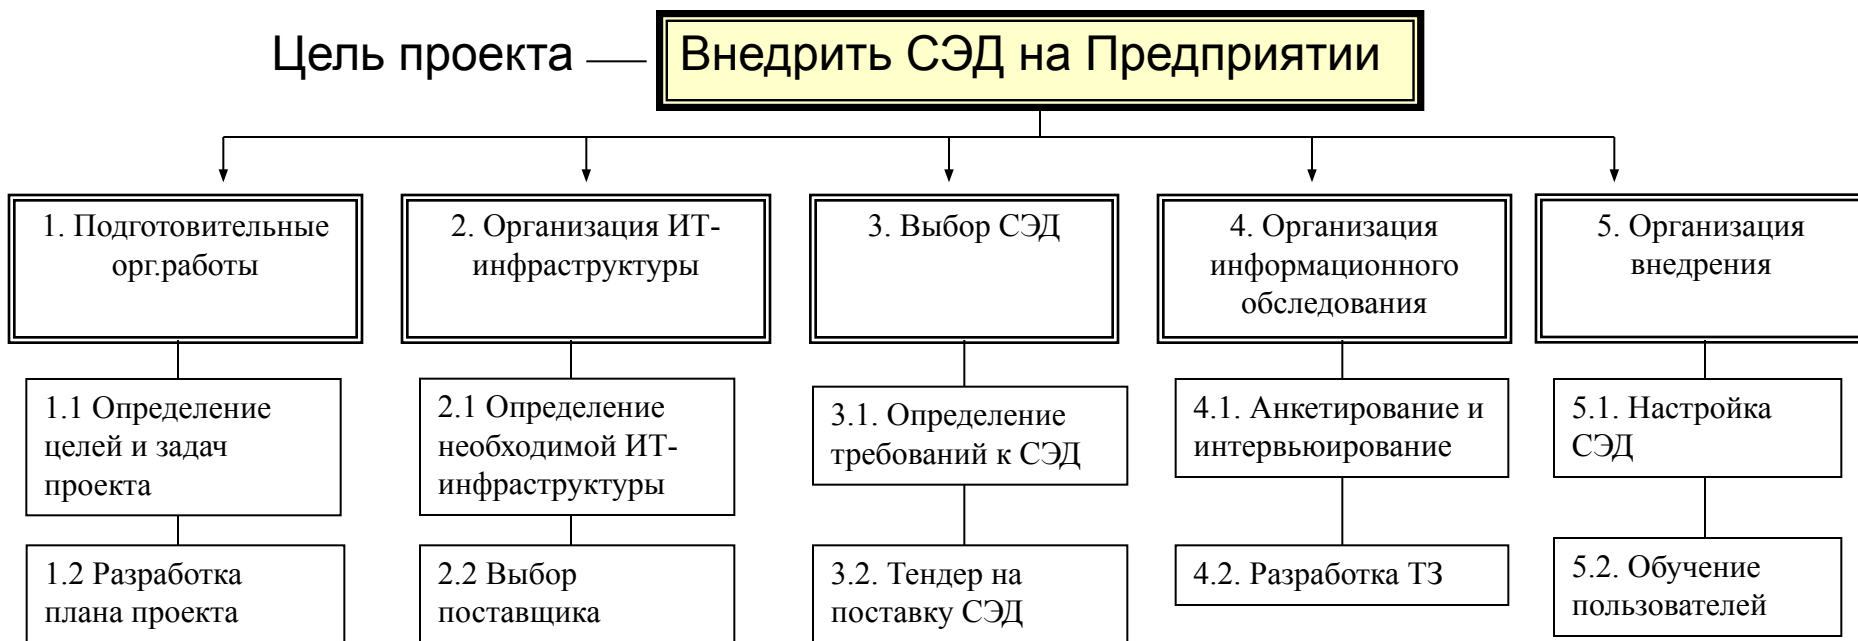 Цель проекта
Внедрить СЭД на Предприятии
1. Подготовительные
орг.работы
2. Организация ИТ-
инфраструктуры
3. Выбор СЭД
4. Организация
информационного
обследования
5. Организация
внедрения
1.1 Определение
целей и задач
проекта
2.1 Определение
необходимой ИТ-
инфраструктуры
3.1. Определение
требований к СЭД
4.1. Анкетирование и
интервьюирование
5.1. Настройка
СЭД
1.2 Разработка
плана проекта
2.2 Выбор
поставщика
3.2. Тендер на
поставку СЭД
4.2. Разработка ТЗ
5.2. Обучение
пользователей